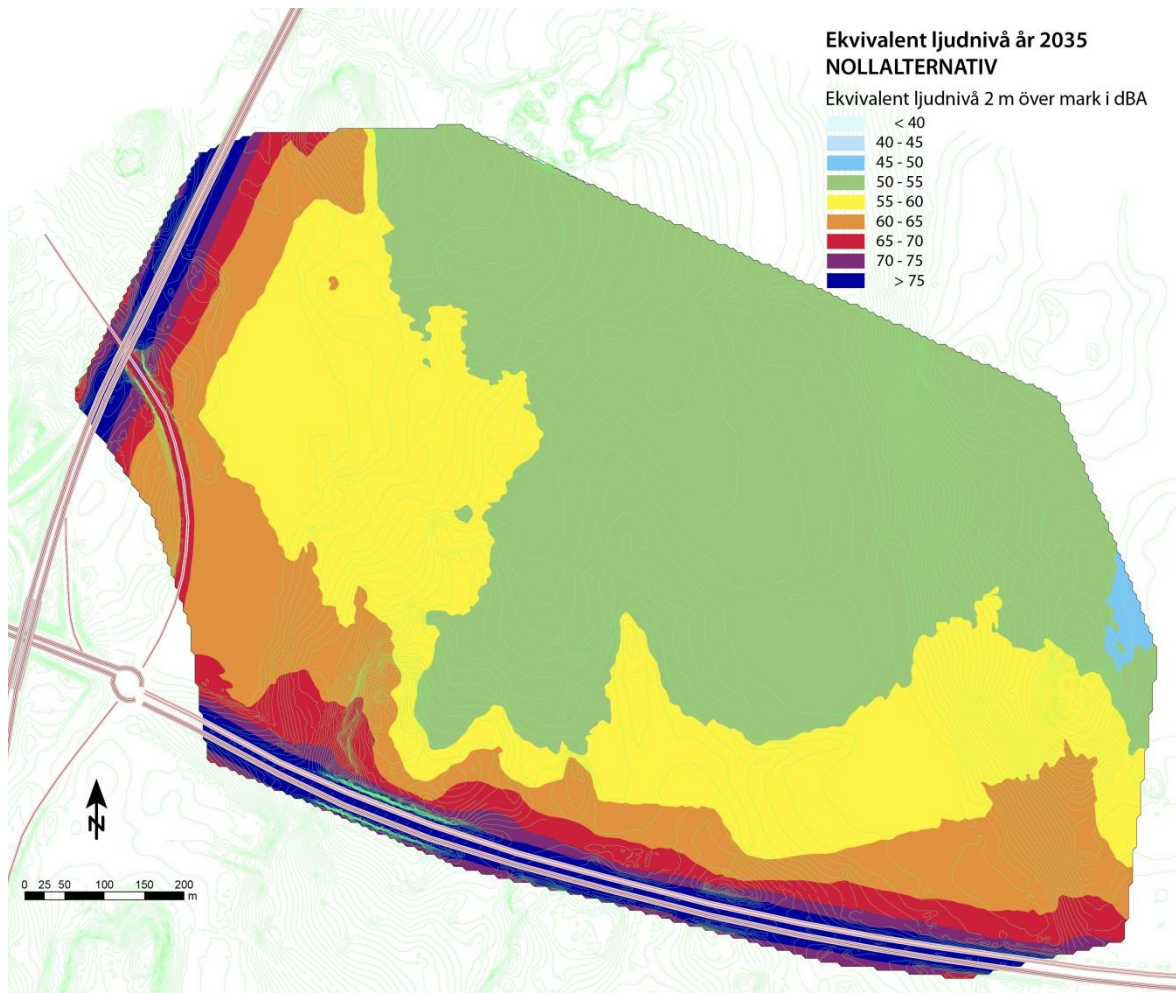 Ekvivalent ljudnivå år 2035
NOLLALTERNATIV
Ekvivalent ljudnivå 2 m över mark i dBA
< 40
40 - 45
45 - 50
50 - 55
55 - 60
60 - 65
65 - 70
70 - 75
> 75
N
0 25 50 100 150 200
m